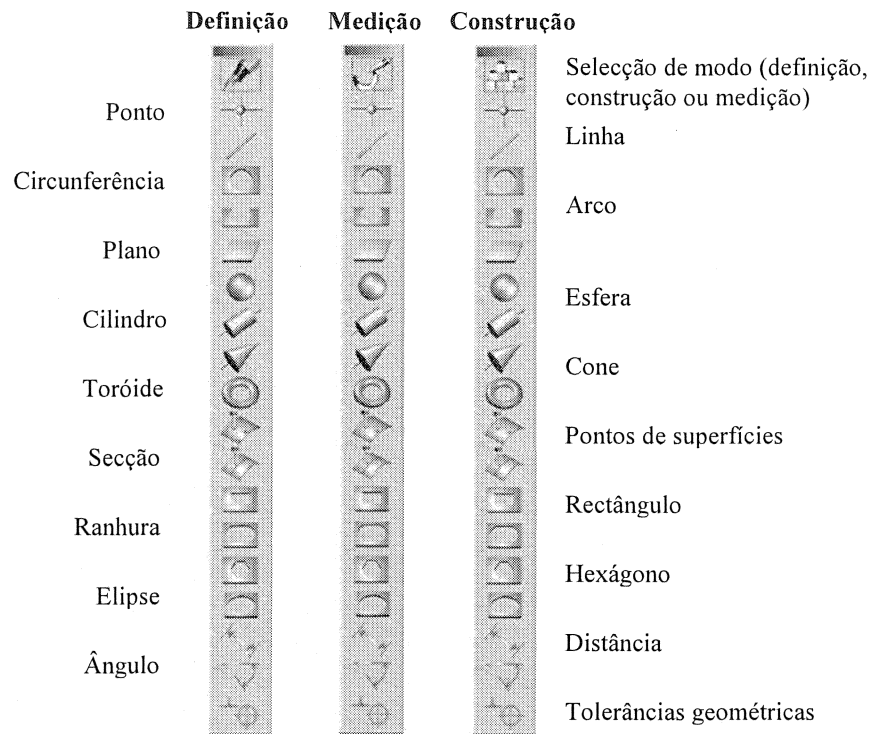 Definição Medição Construção
Selecção de modo (definição,
construção ou medição)
Ponto
Linha
Circunferência
Arco
Plano
Esfera
Cilindro
Cone
Toróide
Pontos de superfícies
Secção
Rectângulo
Ranhura
Hexágono
Elipse
Distância
Ângulo
Tolerâncias geométricas